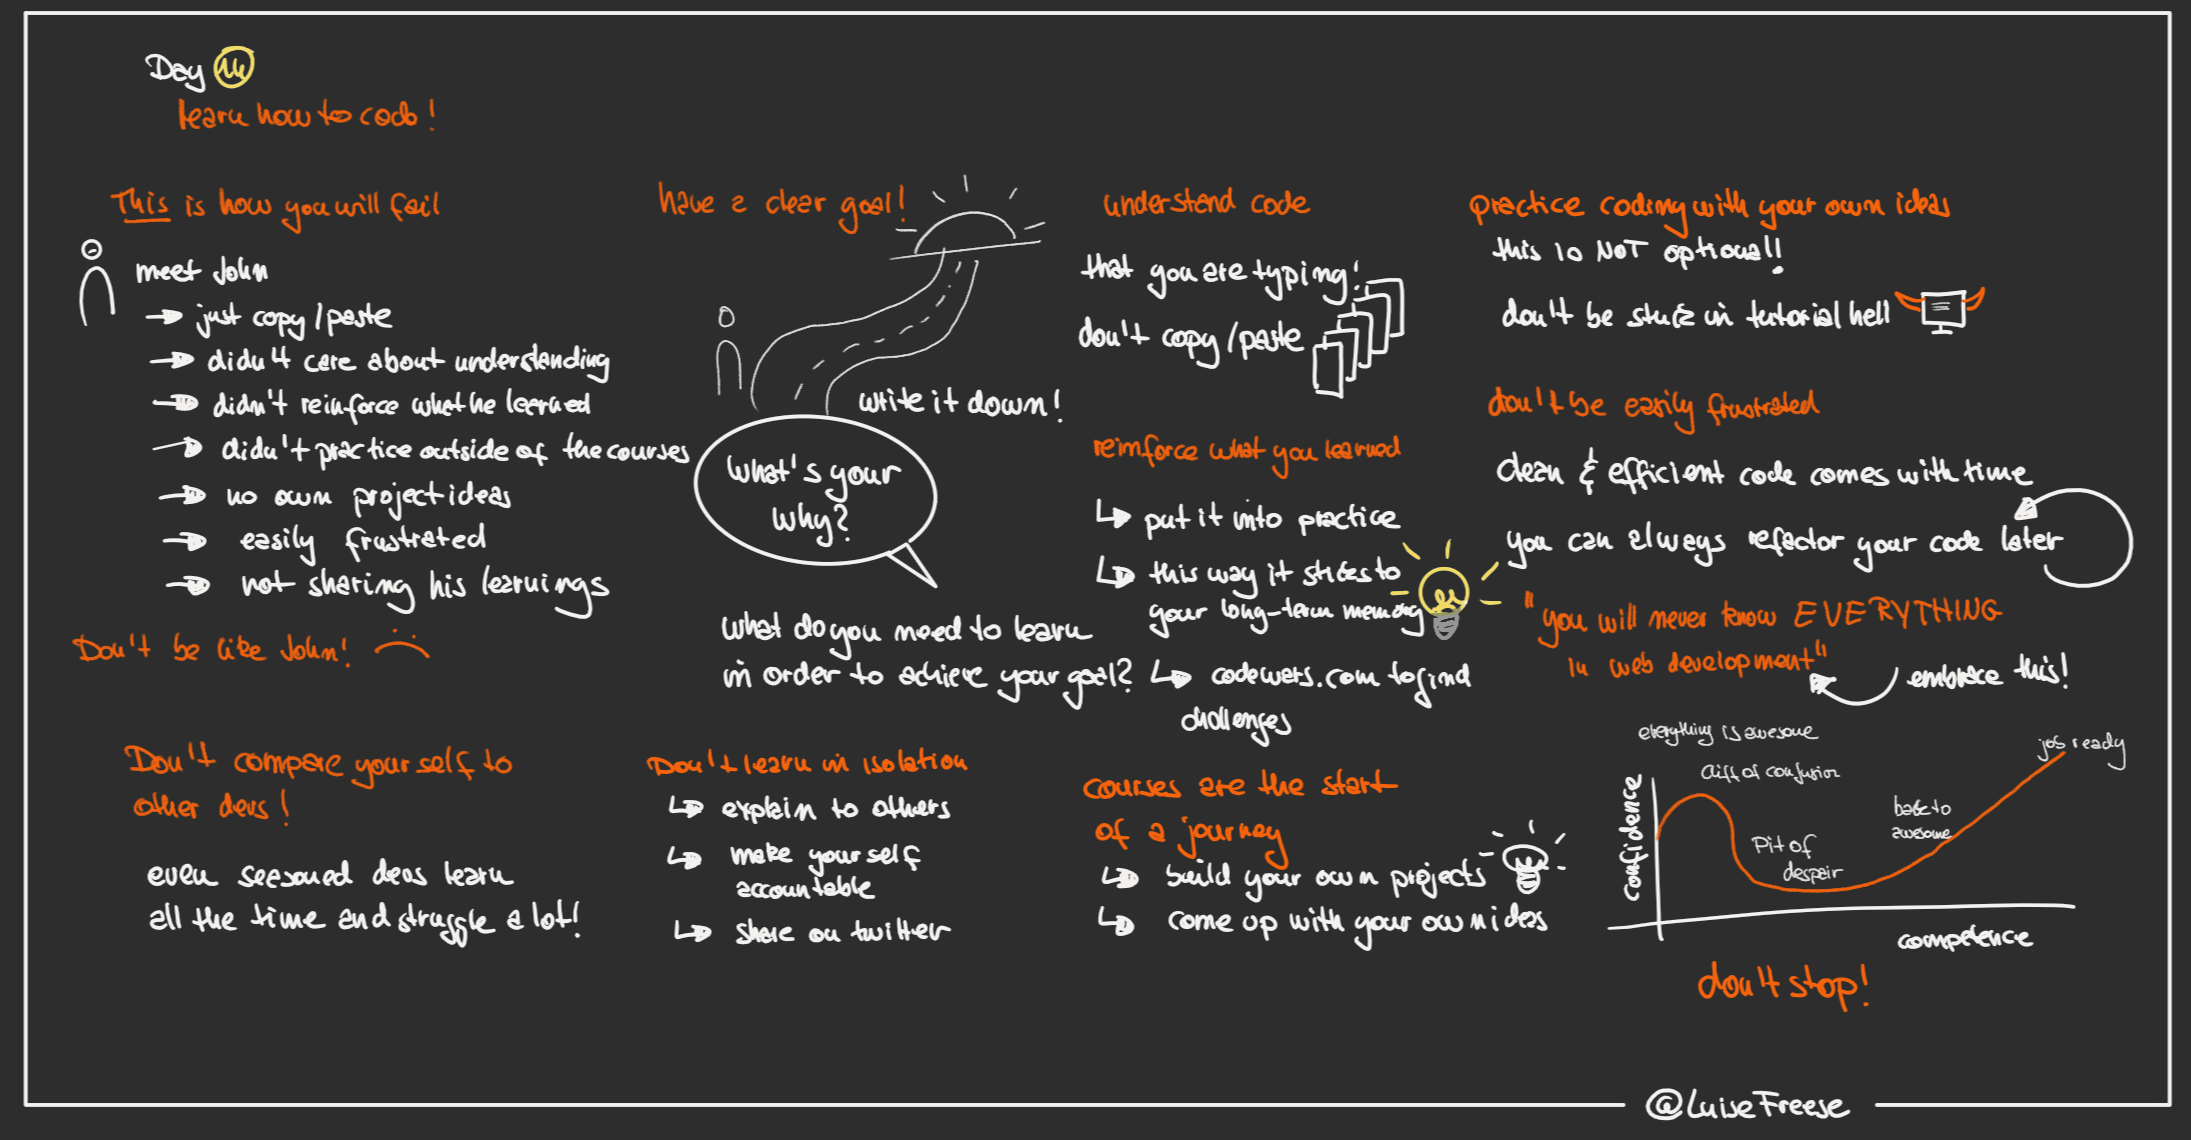 Day 14
learn how to code!
This is how you will fail
meet John
just copy/paste
didn't care about understanding
didn't reinforce what he learned
didn't practice outside of the courses
no own project ideas
easily frustrated
not sharing his learnings
Don't be like John!
have a clear goal!
write it down!
What's your
Why?
What do you need to learn
in order to achieve your goal?
understand code
that you are typing!
don't copy/paste
reinforce what you learned
put it into practice
this way it sticks to
your long-term memory
codewars.com to find
challenges
practice coding with your own ideas
this is NOT optional!
don't be stuck in tutorial hell
don't be easily frustrated
clean & efficient code comes with time
you can always refactor your code later
"you will never know EVERYTHING
in web development"
embrace this!
Don't compare yourself to
other devs!
even seasoned devs learn
all the time and struggle a lot!
Don't learn in isolation
explain to others
make yourself
accountable
share on twitter
courses are the start
of a journey
build your own projects
come up with your own ideas
everything is awesome
cliff of confusion
Pit of
despair
back to
awesome
job ready
confidence
competence
don't stop!
@LuiseFreese